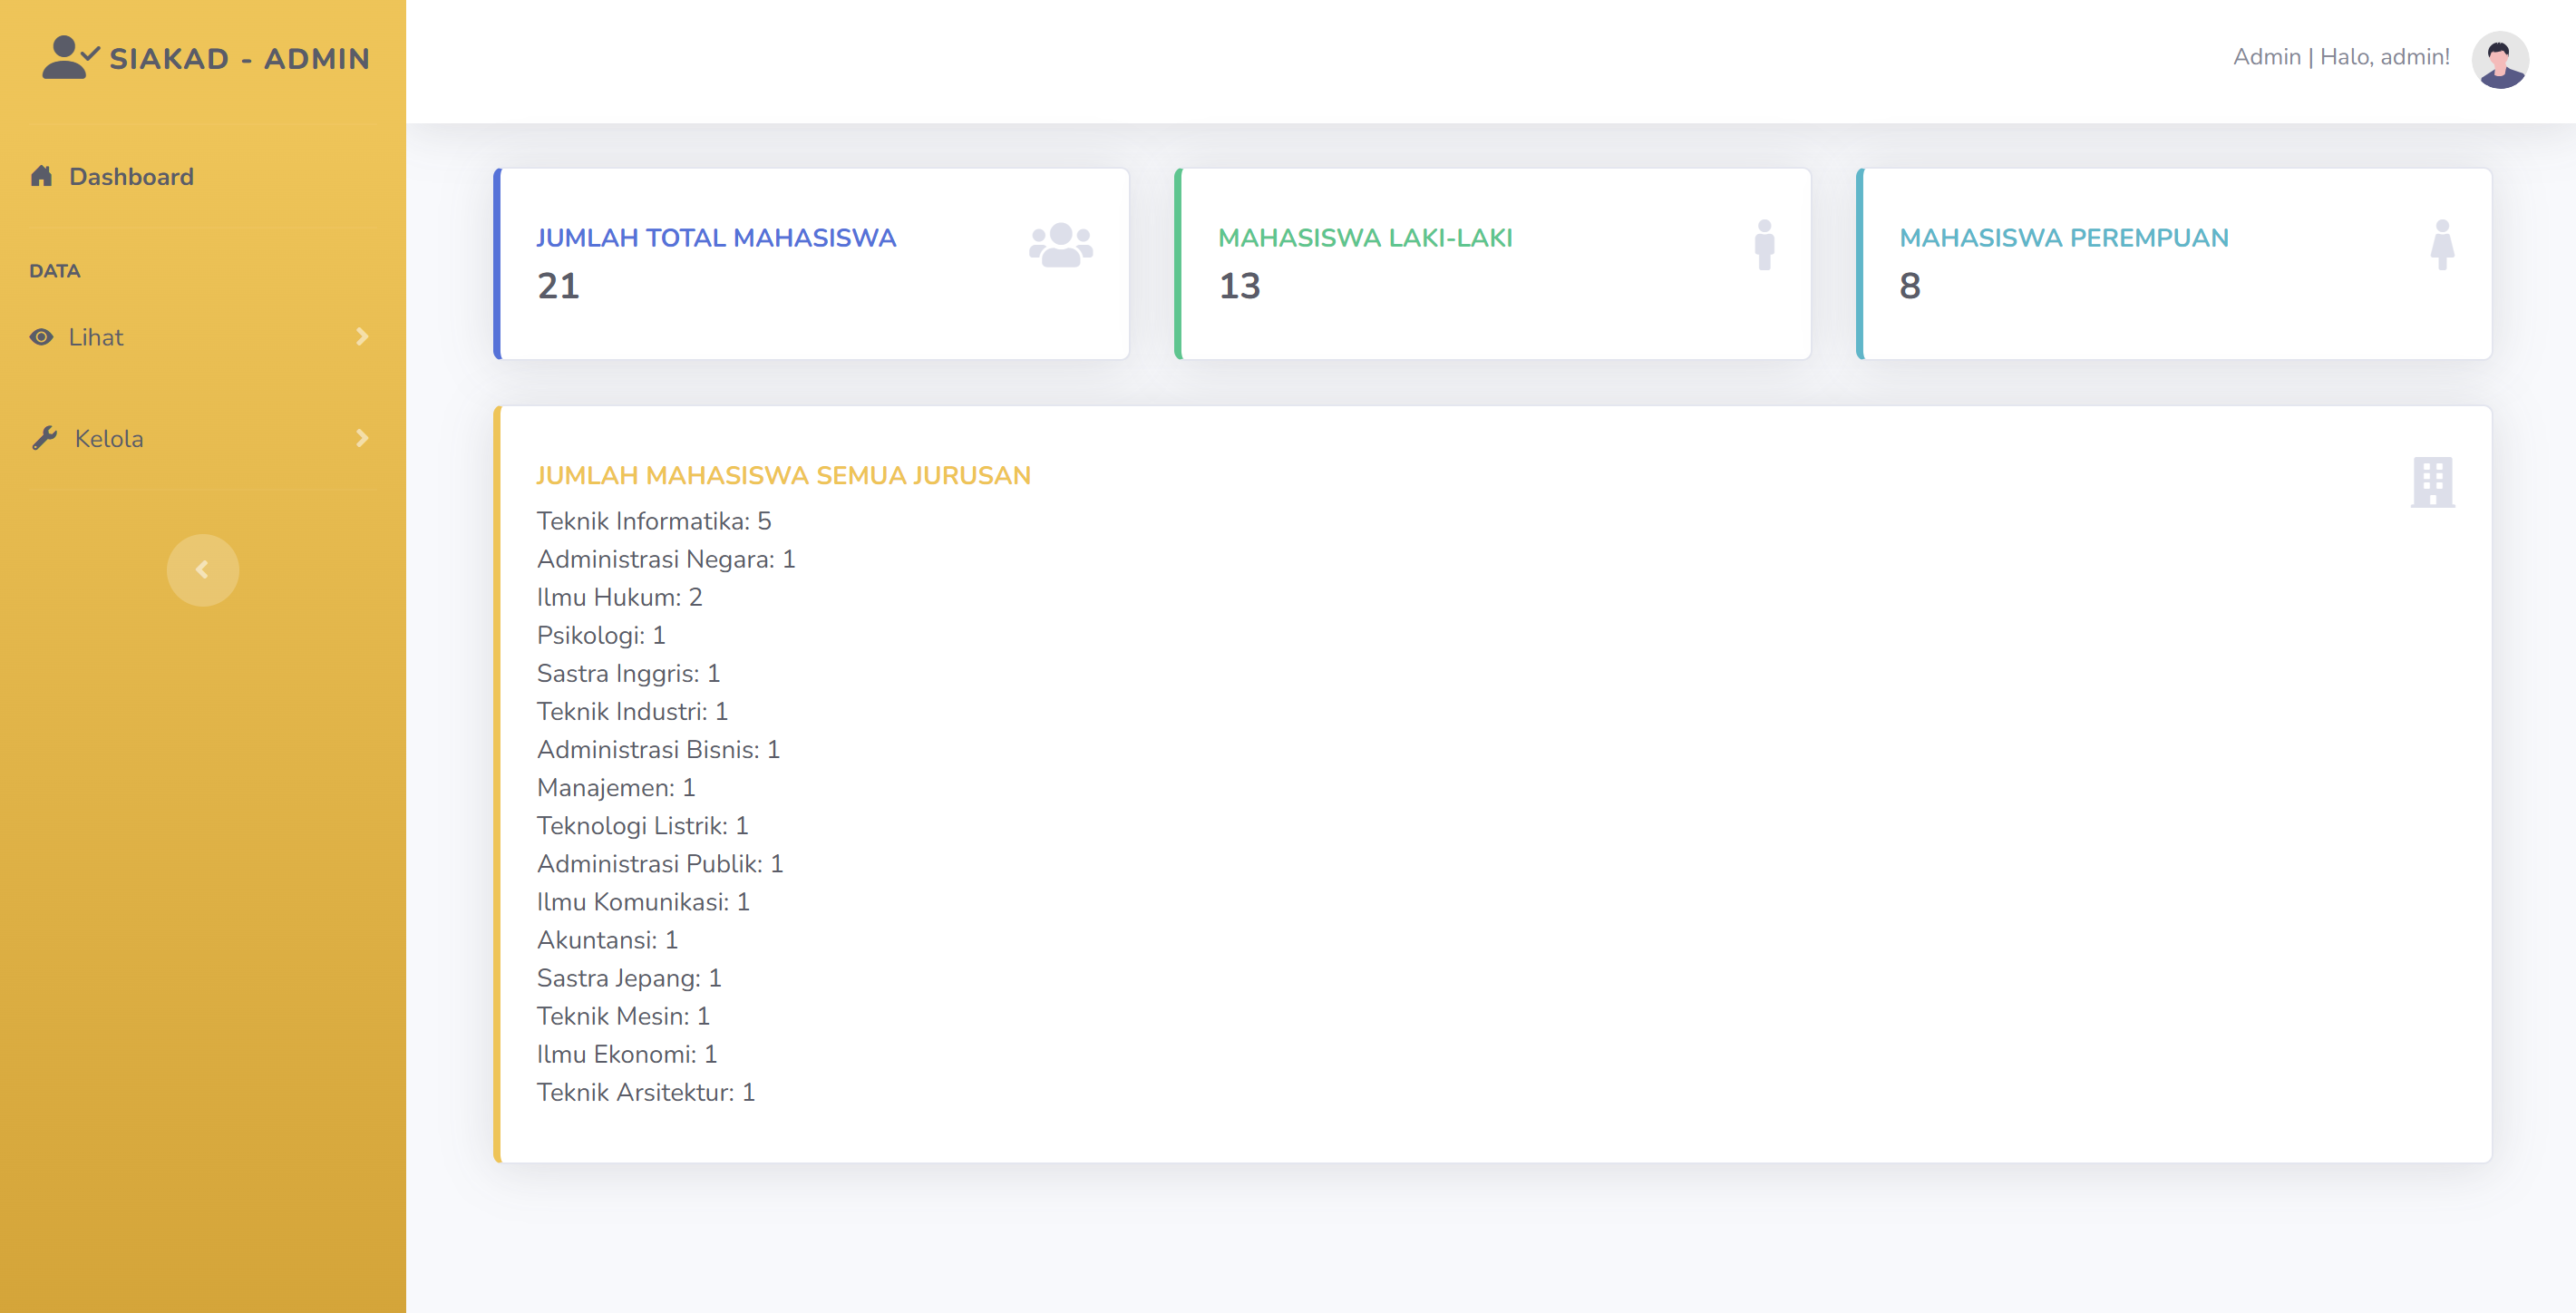 SIAKAD - ADMIN
Admin | Halo, admin!
Dashboard
DATA
Lihat
Kelola
JUMLAH TOTAL MAHASISWA
21
MAHASISWA LAKI-LAKI
13
MAHASISWA PEREMPUAN
8
JUMLAH MAHASISWA SEMUA JURUSAN
Teknik Informatika: 5
Administrasi Negara: 1
Ilmu Hukum: 2
Psikologi: 1
Sastra Inggris: 1
Teknik Industri: 1
Administrasi Bisnis: 1
Manajemen: 1
Teknologi Listrik: 1
Administrasi Publik: 1
Ilmu Komunikasi: 1
Akuntansi: 1
Sastra Jepang: 1
Teknik Mesin: 1
Ilmu Ekonomi: 1
Teknik Arsitektur: 1